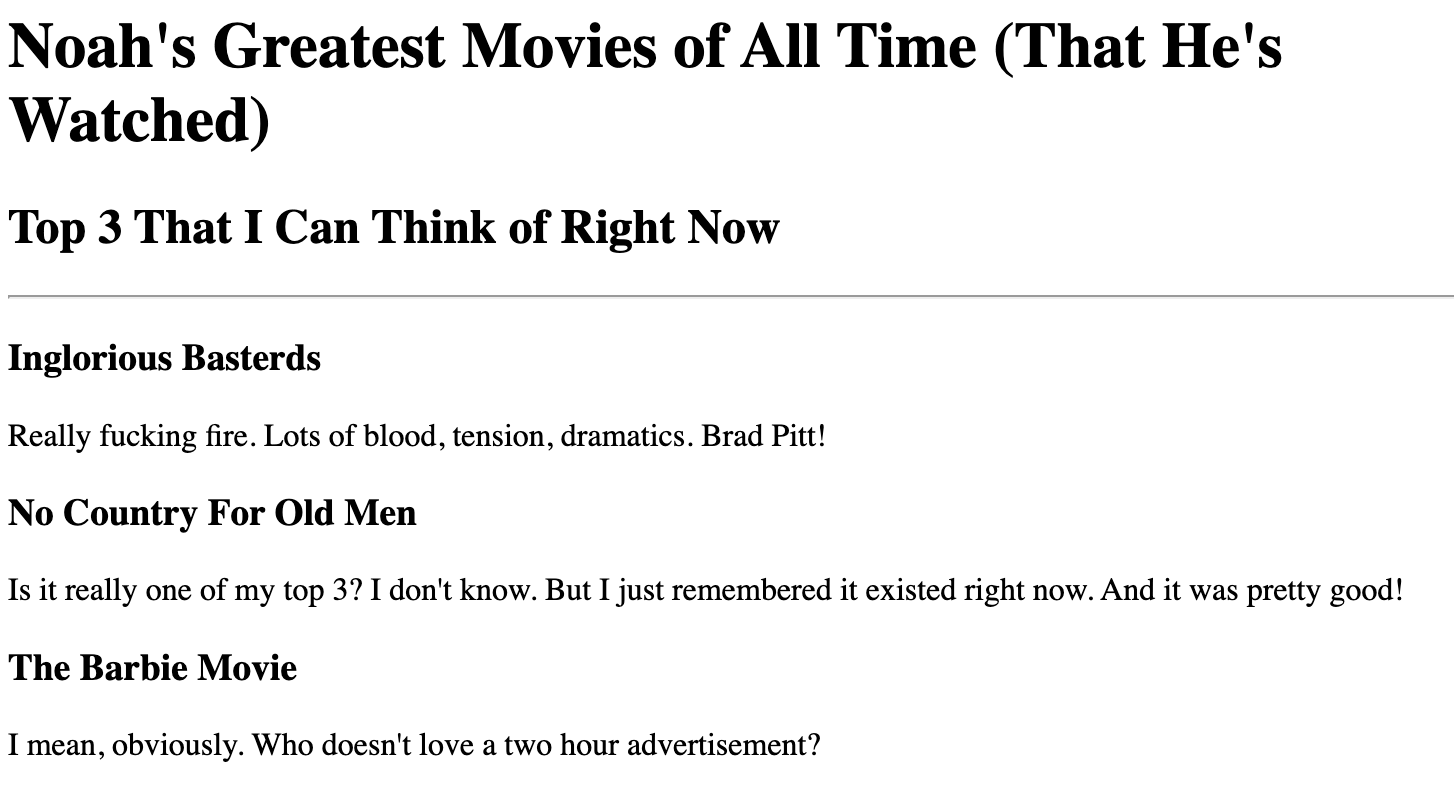 Noah's Greatest Movies of All Time (That He's
Watched)
Top 3 That I Can Think of Right Now
Inglorious Basterds
Really fucking fire. Lots of blood, tension, dramatics. Brad Pitt!
No Country For Old Men
Is it really one of my top 3? I don't know. But I just remembered it existed right now. And it was pretty good!
The Barbie Movie
I mean, obviously. Who doesn't love a two hour advertisement?